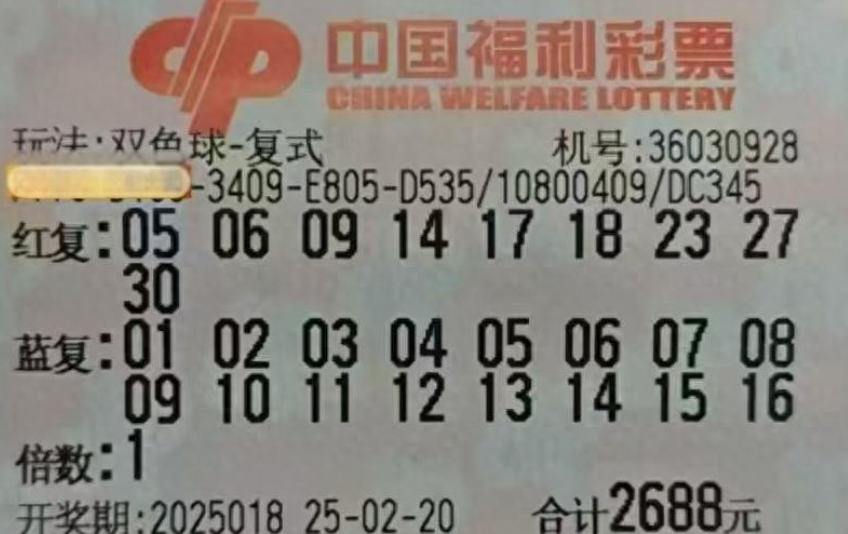 中国福利彩票
CHINA WELFARE LOTTERY
玩法:双色球-复式 机号:36030928
-3409-E805-D535/10800409/DC345
红复:05 06 09 14 17 18 23 27
30
蓝复:01 02 03 04 05 06 07 08
09 10 11 12 13 14 15 16
倍数:1
开奖期:2025018 25-02-20 合计2688元